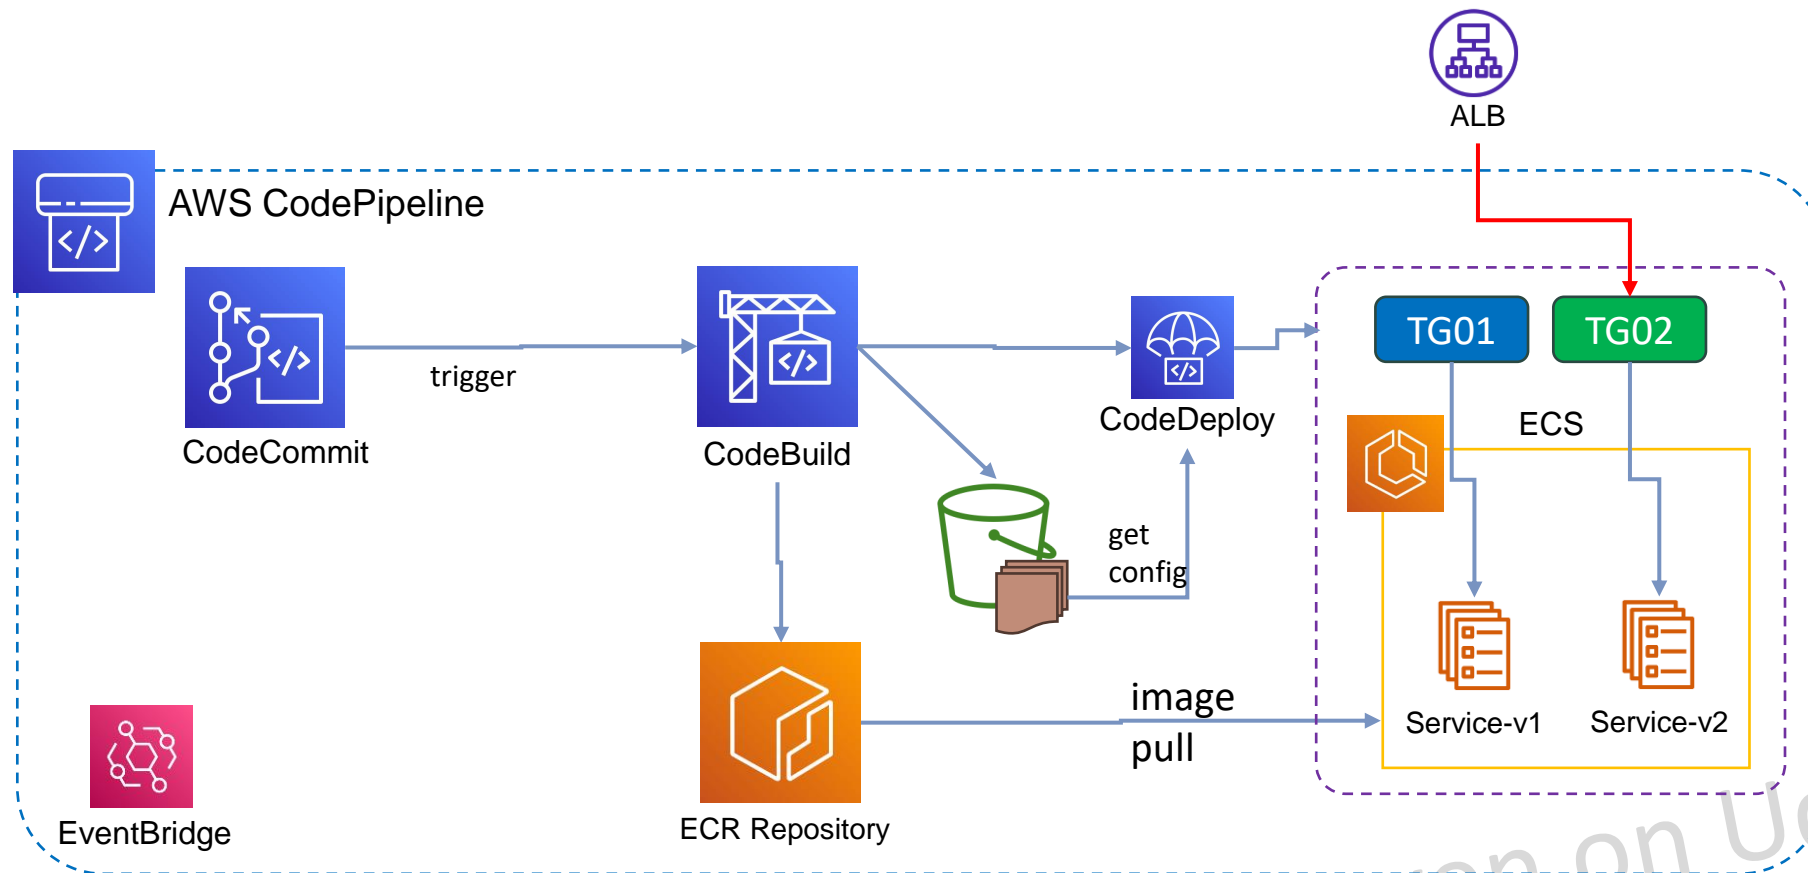 ALB
AWS CodePipeline
TG01
TG02
trigger
CodeCommit
CodeBuild
CodeDeploy
ECS
get
config
image
pull
Service-v1
Service-v2
EventBridge
ECR Repository
on